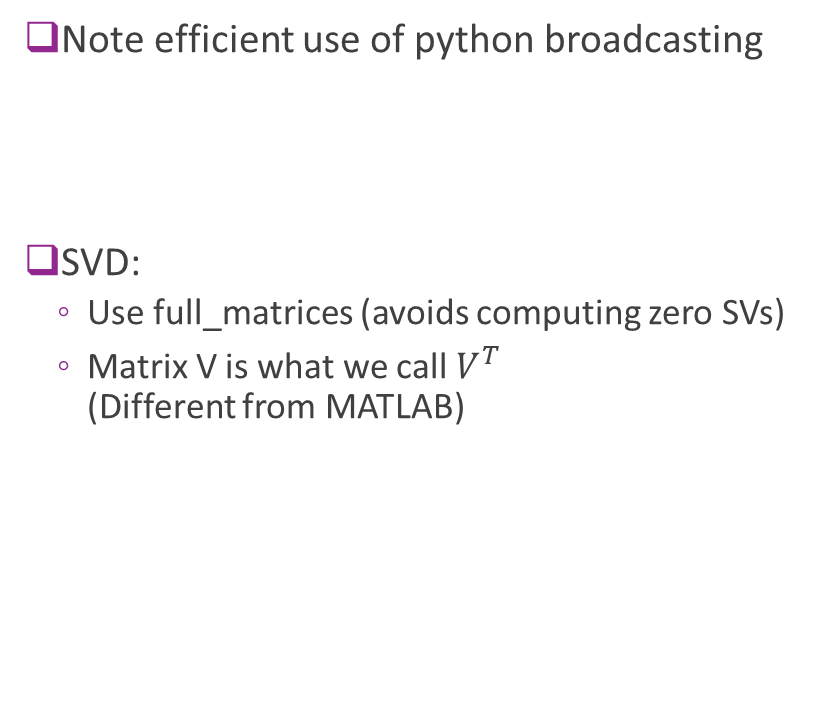 ❑Note efficient use of python broadcasting
❑SVD:
◦ Use full_matrices (avoids computing zero SVs)
◦ Matrix V is what we call $V^T$
(Different from MATLAB)